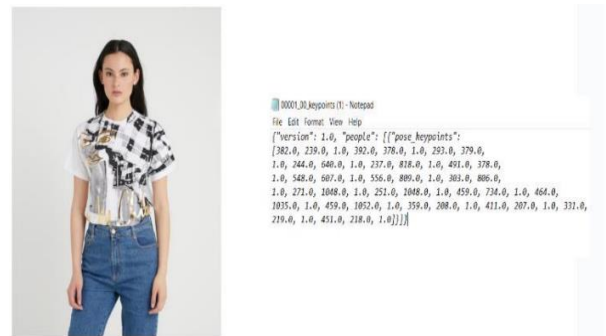 00001_00_keypoints (1) - Notepad
File Edit Format View Help
{"version": 1.0, "people": [{"pose_keypoints":
[382.0, 239.0, 1.0, 392.0, 378.0, 1.0, 293.0, 379.0,
1.0, 244.0, 640.0, 1.0, 237.0, 818.0, 1.0, 491.0, 378.0,
1.0, 548.0, 607.0, 1.0, 556.0, 809.0, 1.0, 303.0, 806.0,
1.0, 271.0, 1048.0, 1.0, 251.0, 1048.0, 1.0, 459.0, 734.0, 1.0, 464.0,
1035.0, 1.0, 459.0, 1052.0, 1.0, 359.0, 208.0, 1.0, 411.0, 207.0, 1.0, 331.0,
219.0, 1.0, 451.0, 218.0, 1.0]}]}